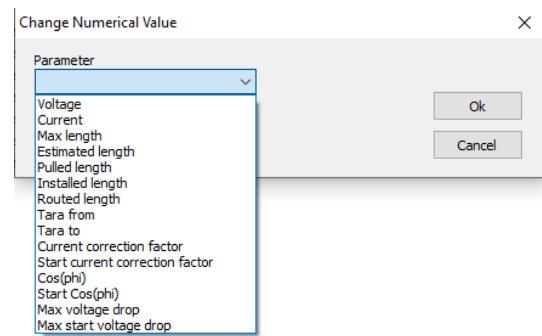 Change Numerical Value
Parameter
Voltage
Current
Max length
Estimated length
Pulled length
Installed length
Routed length
Tara from
Tara to
Current correction factor
Start current correction factor
Cos(phi)
Start Cos(phi)
Max voltage drop
Max start voltage drop
Ok
Cancel